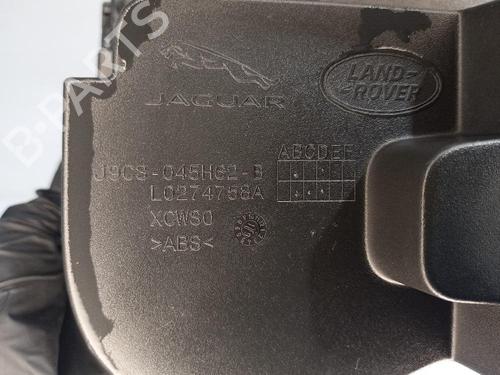 JAGUAR
LAND-
-ROVER
ABCDEF
J9C3-045H62-B
L0274758A
XCWS0
>ABS<
B-PARTS